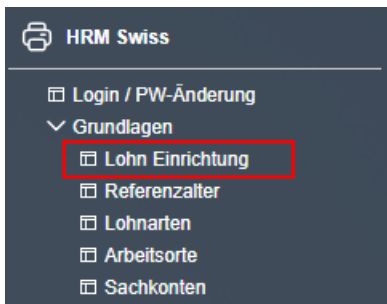 HRM Swiss
Login / PW-Änderung
Grundlagen
Lohn Einrichtung
Referenzalter
Lohnarten
Arbeitsorte
Sachkonten